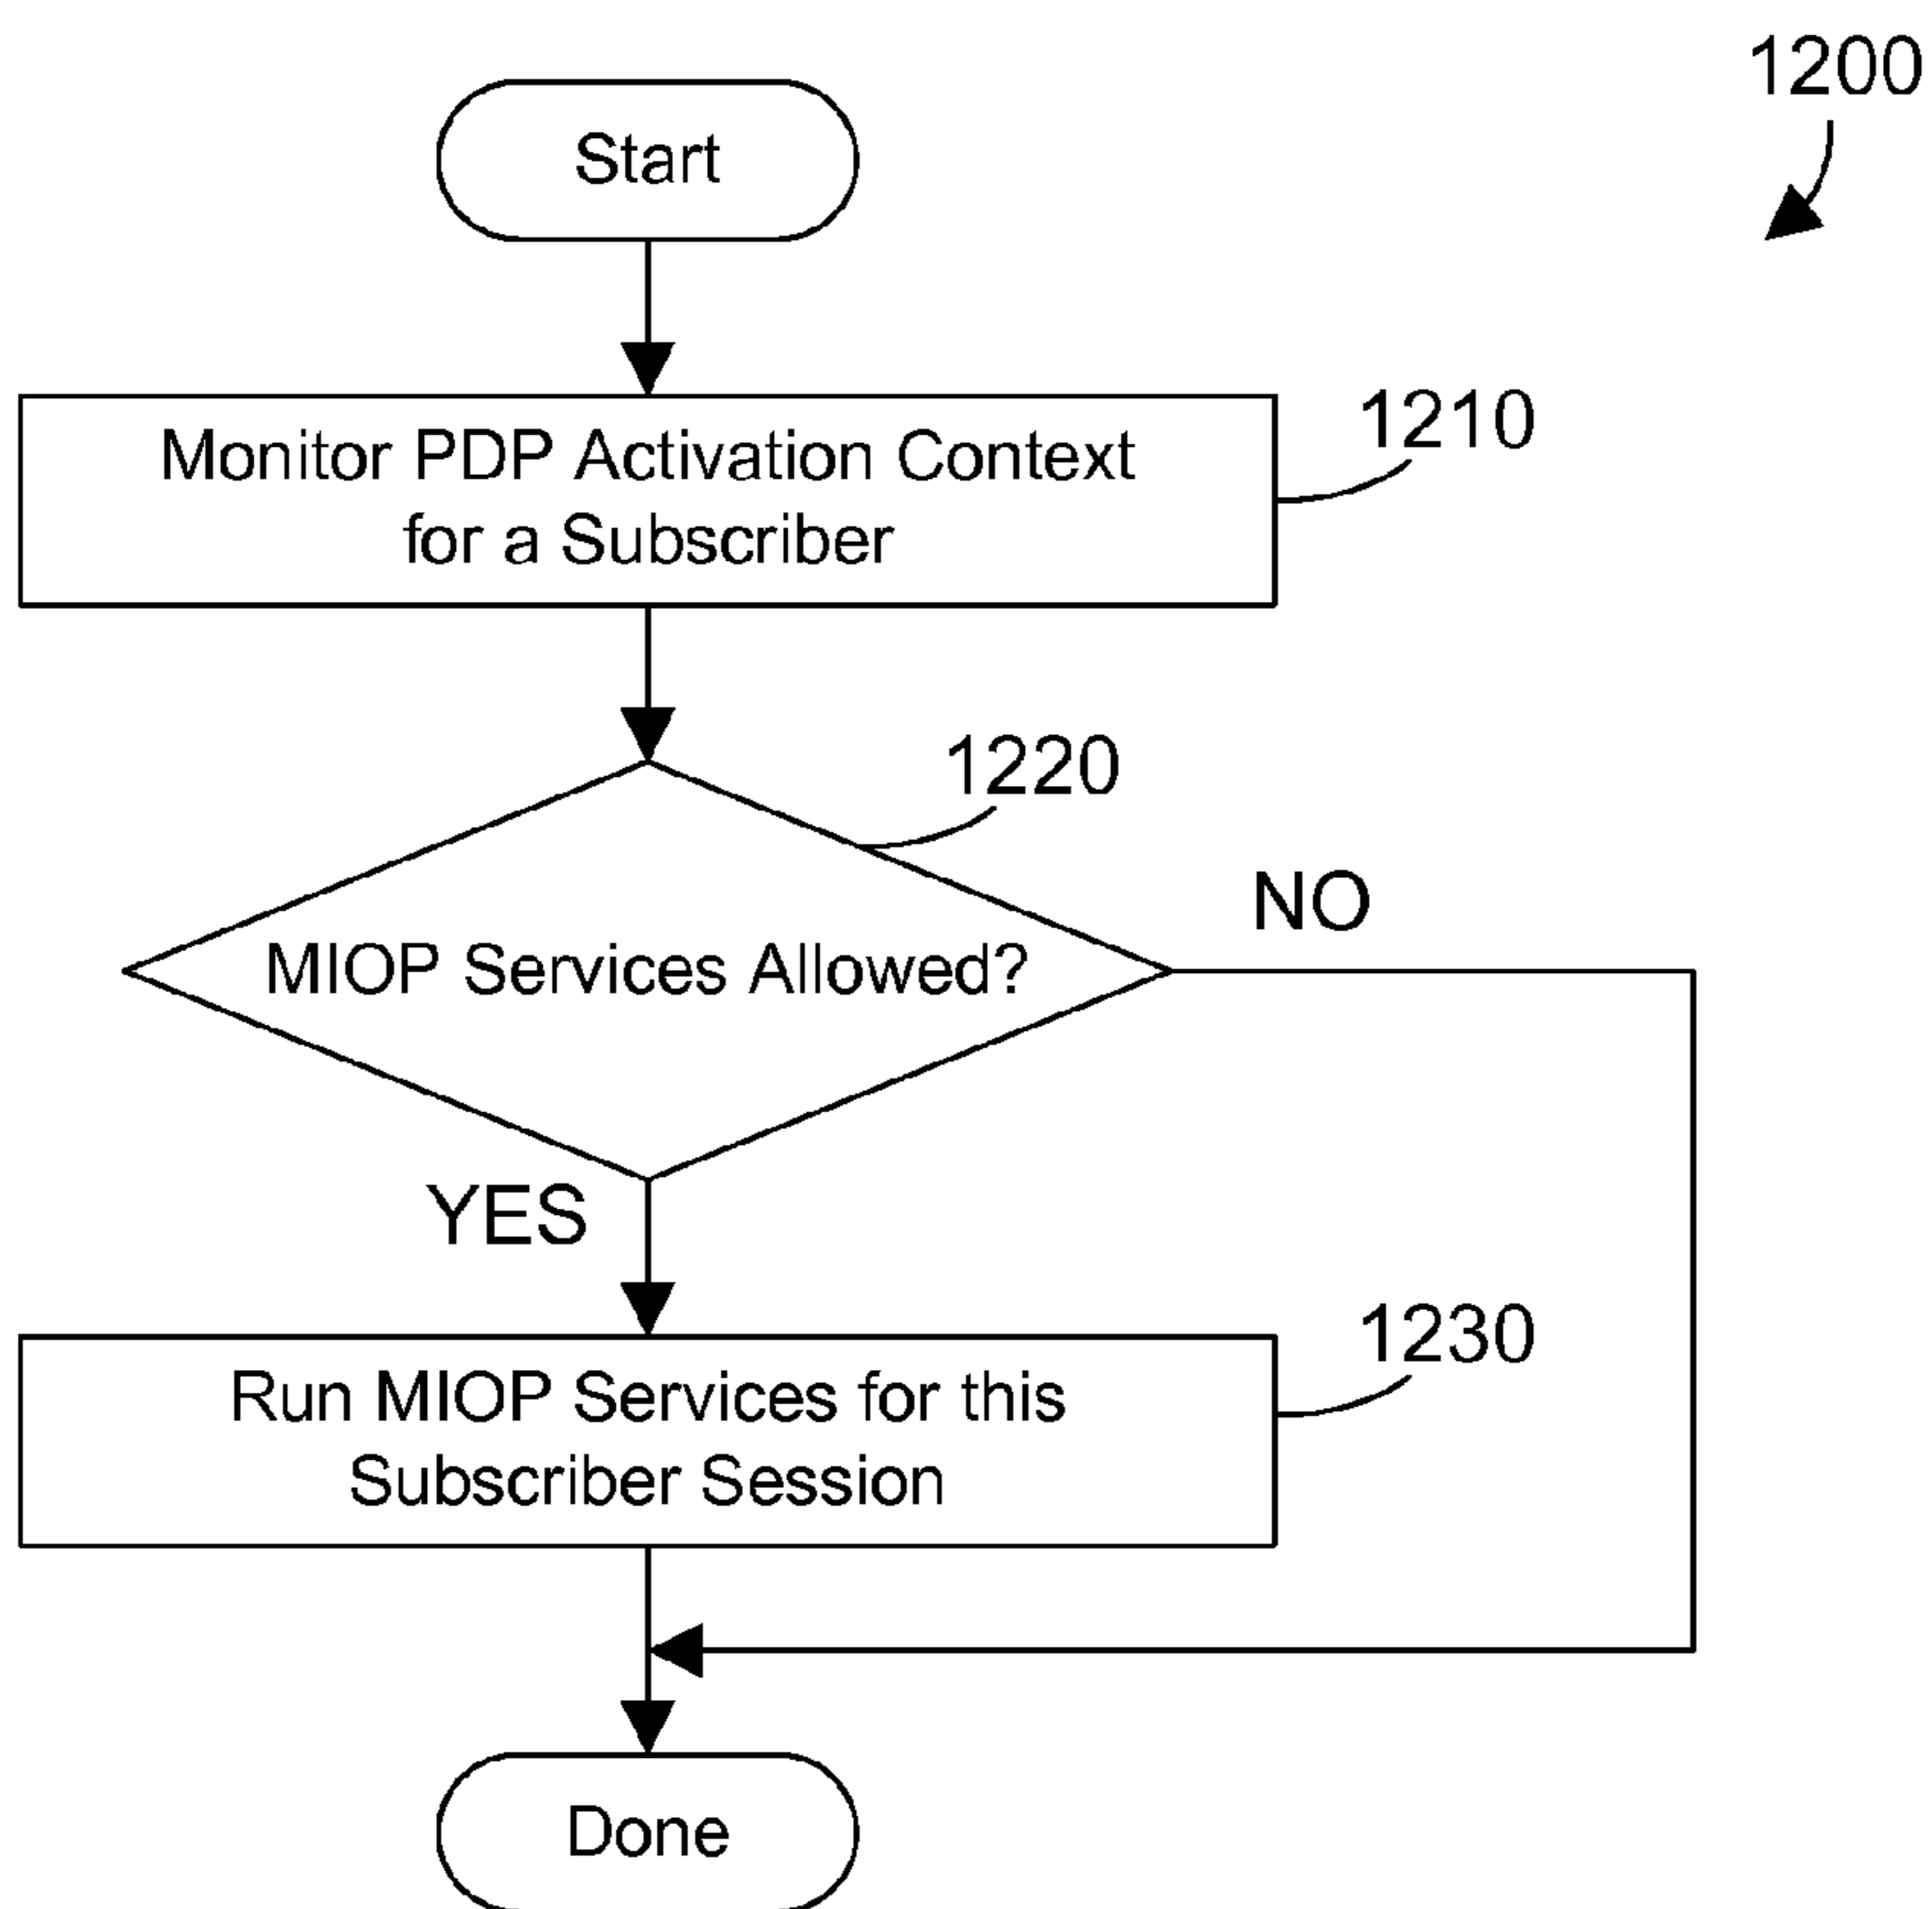 1200
Start
Monitor PDP Activation Context
for a Subscriber
1210
1220
MIOP Services Allowed?
NO
YES
Run MIOP Services for this
Subscriber Session
1230
Done